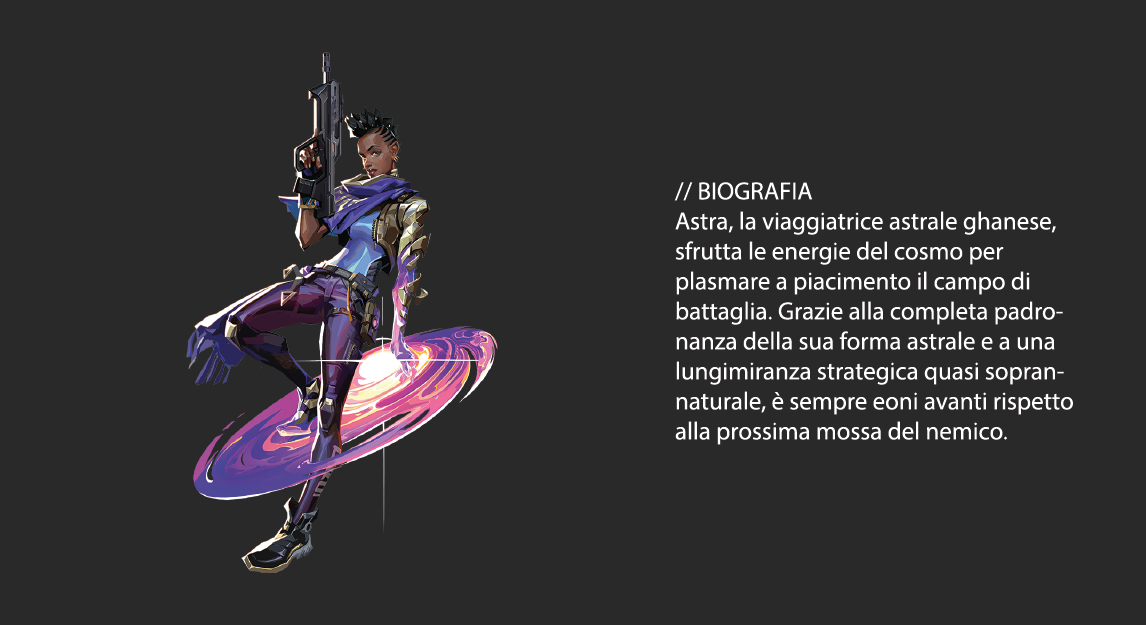 // BIOGRAFIA
Astra, la viaggiatrice astrale ghanese,
sfrutta le energie del cosmo per
plasmare a piacimento il campo di
battaglia. Grazie alla completa padro-
nanza della sua forma astrale e a una
lungimiranza strategica quasi sopran-
naturale, è sempre eoni avanti rispetto
alla prossima mossa del nemico.